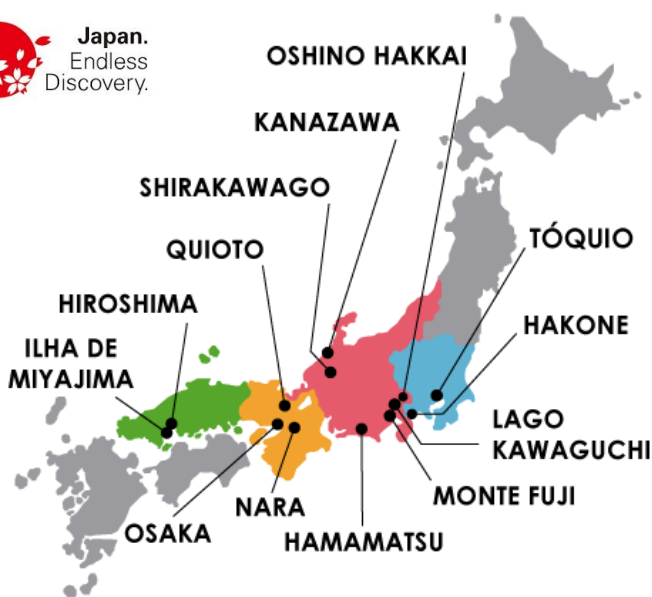 Japan.
Endless
Discovery.
OSHINO HAKKAI
KANAZAWA
SHIRAKAWAGO
QUIOTO
TÓQUIO
HIROSHIMA
HAKONE
ILHA DE
MIYAJIMA
LAGO
KAWAGUCHI
MONTE FUJI
NARA
OSAKA
HAMAMATSU